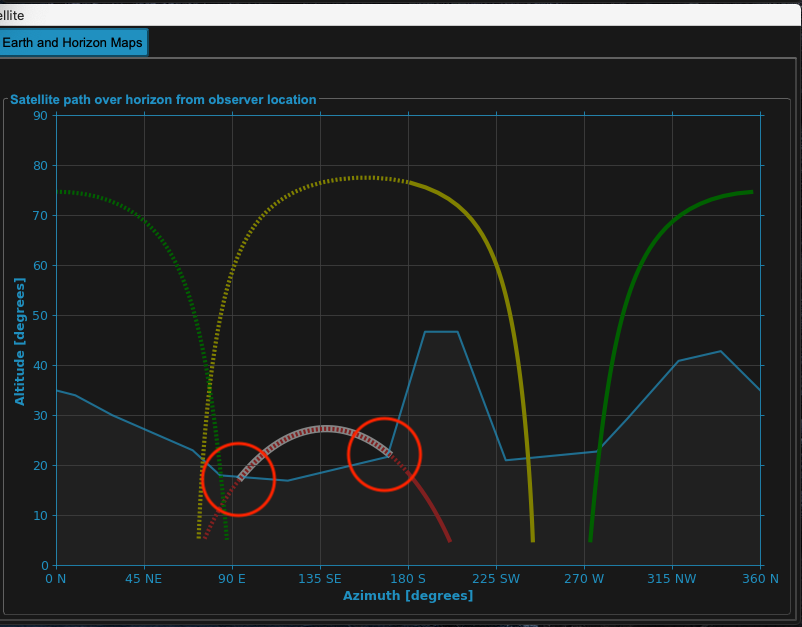 ellite
Earth and Horizon Maps
Satellite path over horizon from observer location
90
80
70
60
50
40
30
20
10
0
Altitude [degrees]
0 N 45 NE 90 E 135 SE 180 S 225 SW 270 W 315 NW 360 N
Azimuth [degrees]